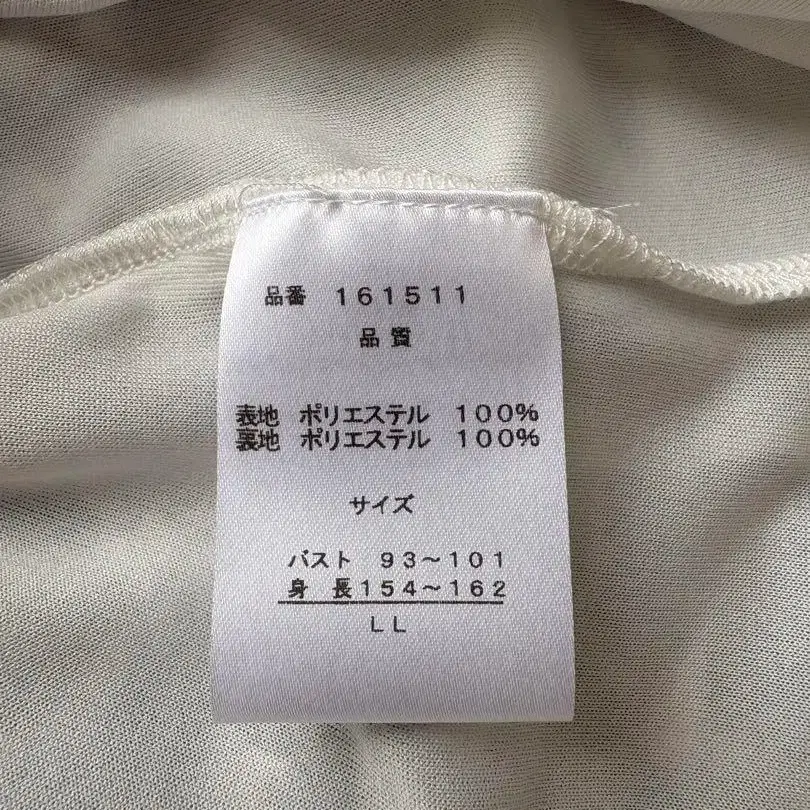 品番 161511
品質
表地 ポリエステル 100%
裏地 ポリエステル 100%
サイズ
バスト 93～101
身 長154～162
LL